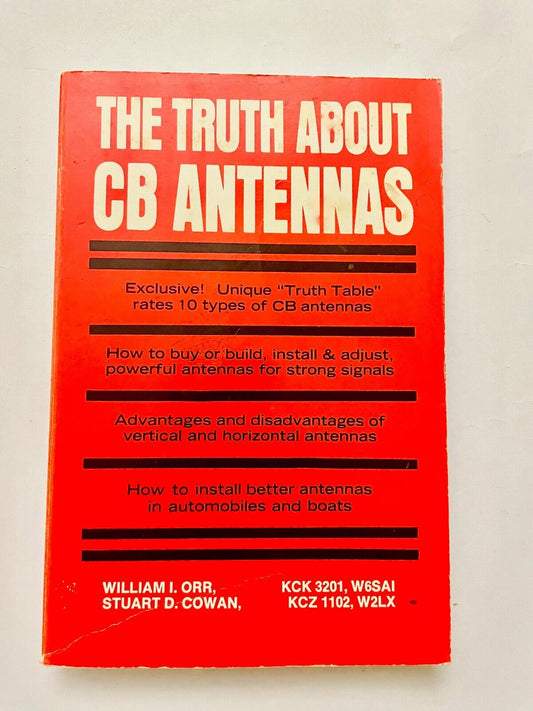 THE TRUTH ABOUT
CB ANTENNAS
Exclusive! Unique "Truth Table"
rates 10 types of CB antennas
How to buy or build, install & adjust,
powerful antennas for strong signals
Advantages and disadvantages of
vertical and horizontal antennas
How to install better antennas
in automobiles and boats
WILLIAM I. ORR, KCK 3201, W6SAI
STUART D. COWAN, KCZ 1102, W2LX